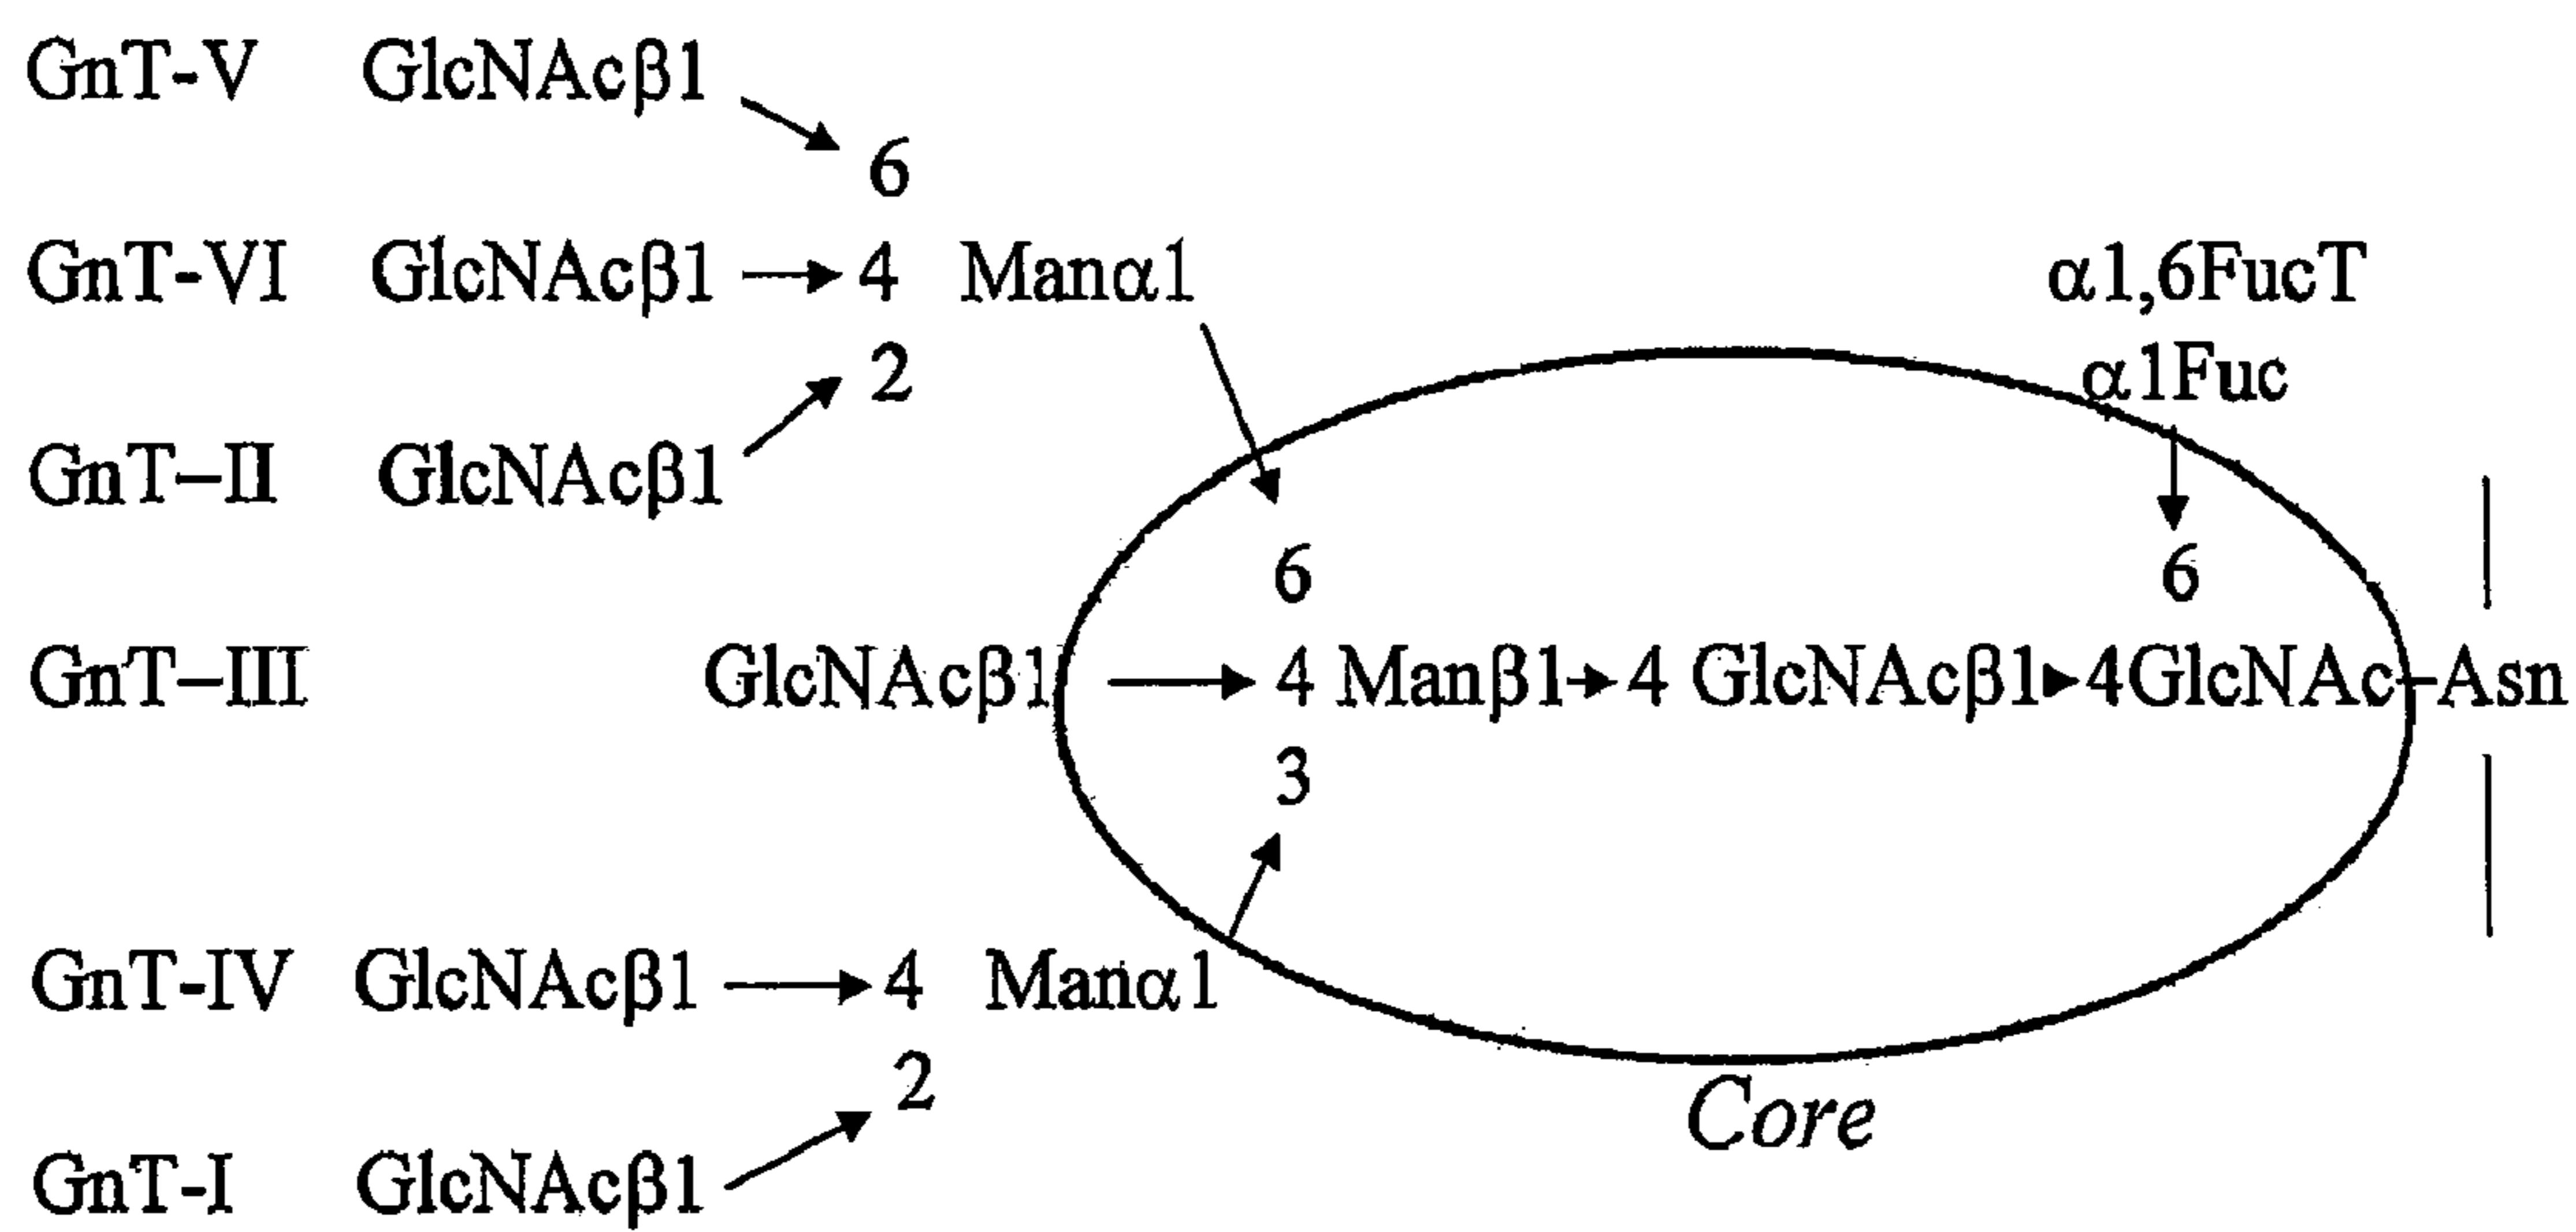 GnT-V GlcNAcβ1
6
GnT-VI GlcNAcβ1 4 Manα1 α1,6FucT
2 α1Fuc
GnT–II GlcNAcβ1
6 6
GnT–III GlcNAcβ1 4 Manβ1 4 GlcNAcβ1 4GlcNAc Asn
3
GnT-IV GlcNAcβ1 4 Manα1
2
Core
GnT-I GlcNAcβ1